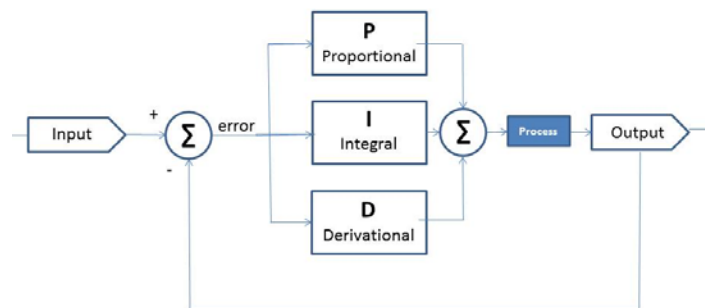 P
Proportional
+
Input
Σ
error
I
Integral
Σ
Process
Output
-
D
Derivational